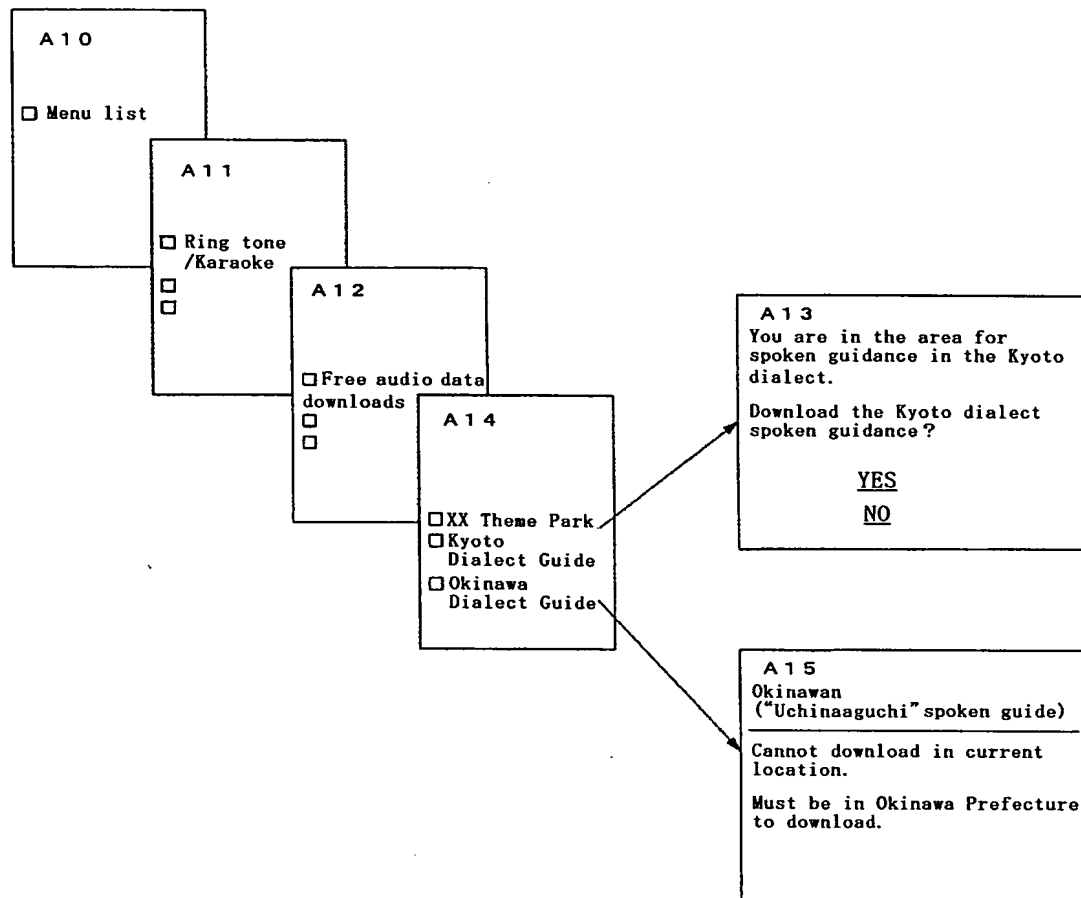 A10
□ Menu list
A11
□ Ring tone
/Karaoke
□
□
A12
□ Free audio data
downloads
□
□
A14
□ XX Theme Park
□ Kyoto
Dialect Guide
□ Okinawa
Dialect Guide
A13
You are in the area for
spoken guidance in the Kyoto
dialect.
Download the Kyoto dialect
spoken guidance?
YES
NO
A15
Okinawan
("Uchinaaguchi" spoken guide)
Cannot download in current
location.
Must be in Okinawa Prefecture
to download.